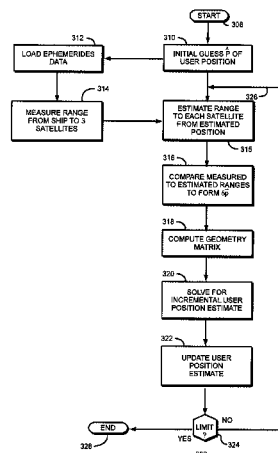 START
308
312
LOAD EPHEMERIDES
DATA
310
INITIAL GUESS P̂ OF
USER POSITION
314
MEASURE RANGE
FROM SHIP TO 3
SATELLITES
326
ESTIMATE RANGE
TO EACH SATELLITE
FROM ESTIMATED
POSITION
315
316
COMPARE MEASURED
TO ESTIMATED RANGES
TO FORM δρ
318
COMPUTE GEOMETRY
MATRIX
320
SOLVE FOR
INCREMENTAL USER
POSITION ESTIMATE
322
UPDATE USER
POSITION
ESTIMATE
END
328
YES
LIMIT
?
NO
324